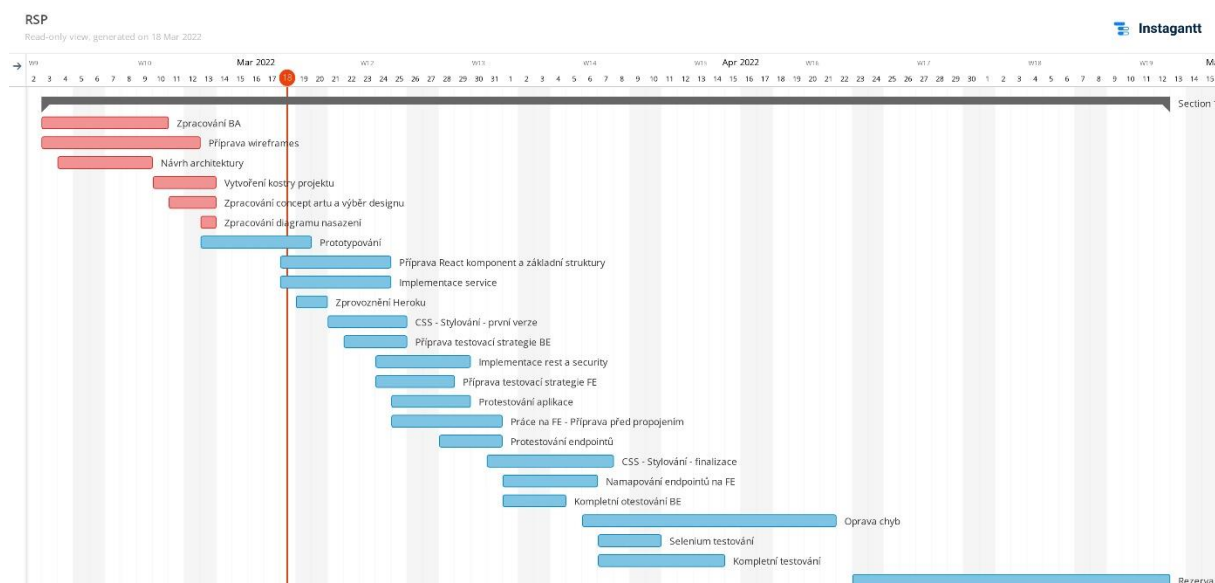 RSP
Read-only view, generated on 18 Mar 2022
Instagantt
W9 W10 Mar 2022 W12 W13 W14 W15 Apr 2022 W16 W17 W18 W19 Ma
2 3 4 5 6 7 8 9 10 11 12 13 14 15 16 17 18 19 20 21 22 23 24 25 26 27 28 29 30 31 1 2 3 4 5 6 7 8 9 10 11 12 13 14 15 16 17 18 19 20 21 22 23 24 25 26 27 28 29 30 1 2 3 4 5 6 7 8 9 10 11 12 13 14 15
Section 1
Zpracování BA
Příprava wireframes
Návrh architektury
Vytvoření kostry projektu
Zpracování concept artu a výběr designu
Zpracování diagramu nasazení
Prototypování
Příprava React komponent a základní struktury
Implementace service
Zprovoznění Heroku
CSS - Stylování - první verze
Příprava testovací strategie BE
Implementace rest a security
Příprava testovací strategie FE
Protestování aplikace
Práce na FE - Příprava před propojením
Protestování endpointů
CSS - Stylování - finalizace
Namapování endpointů na FE
Kompletní otestování BE
Oprava chyb
Selenium testování
Kompletní testování
Rezerva